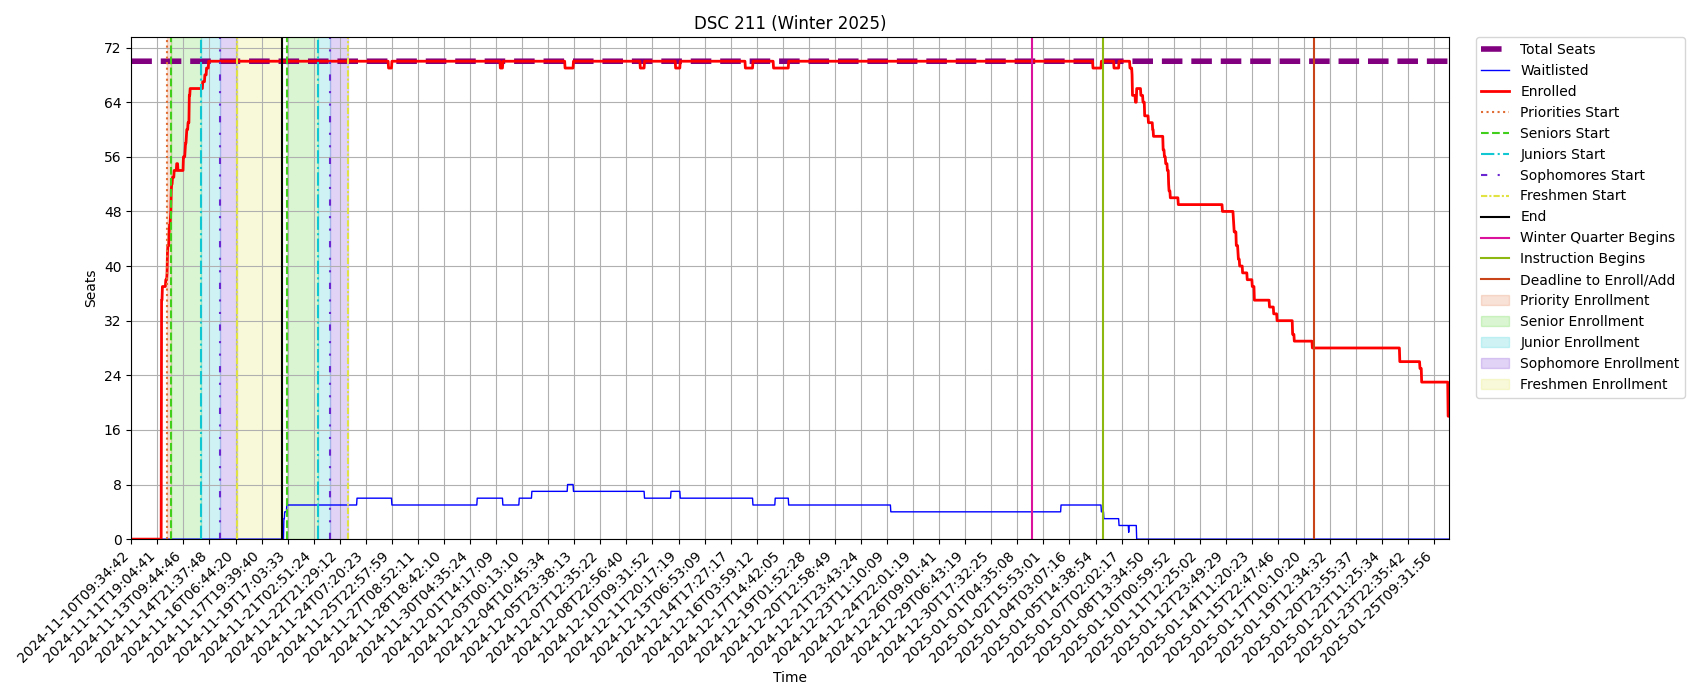 DSC 211 (Winter 2025)
Seats
72
64
56
48
40
32
24
16
8
0
2024-11-10T09:34:42
2024-11-11T19:04:41
2024-11-13T09:44:46
2024-11-14T21:37:48
2024-11-16T06:44:20
2024-11-17T19:39:40
2024-11-19T17:03:33
2024-11-21T02:51:24
2024-11-22T21:29:12
2024-11-24T07:20:23
2024-11-25T22:57:59
2024-11-27T08:52:11
2024-11-28T18:42:10
2024-11-30T04:35:24
2024-12-01T14:17:09
2024-12-03T00:13:10
2024-12-04T10:45:34
2024-12-05T23:38:13
2024-12-07T12:35:22
2024-12-08T22:56:40
2024-12-10T09:31:52
2024-12-11T20:17:19
2024-12-13T06:53:09
2024-12-14T17:27:17
2024-12-16T03:59:12
2024-12-17T14:42:05
2024-12-19T01:52:28
2024-12-20T12:58:49
2024-12-21T23:43:24
2024-12-23T11:10:09
2024-12-24T22:01:19
2024-12-26T09:01:41
2024-12-29T06:43:19
2024-12-30T17:32:25
2025-01-01T04:35:08
2025-01-02T15:53:01
2025-01-04T03:07:16
2025-01-05T14:38:54
2025-01-07T02:02:17
2025-01-08T13:34:50
2025-01-10T00:59:52
2025-01-11T12:25:02
2025-01-12T23:49:29
2025-01-14T11:20:23
2025-01-15T22:47:46
2025-01-17T10:10:20
2025-01-19T12:34:32
2025-01-20T23:55:37
2025-01-22T11:25:34
2025-01-23T22:35:42
2025-01-25T09:31:56
Time
Total Seats
Waitlisted
Enrolled
Priorities Start
Seniors Start
Juniors Start
Sophomores Start
Freshmen Start
End
Winter Quarter Begins
Instruction Begins
Deadline to Enroll/Add
Priority Enrollment
Senior Enrollment
Junior Enrollment
Sophomore Enrollment
Freshmen Enrollment